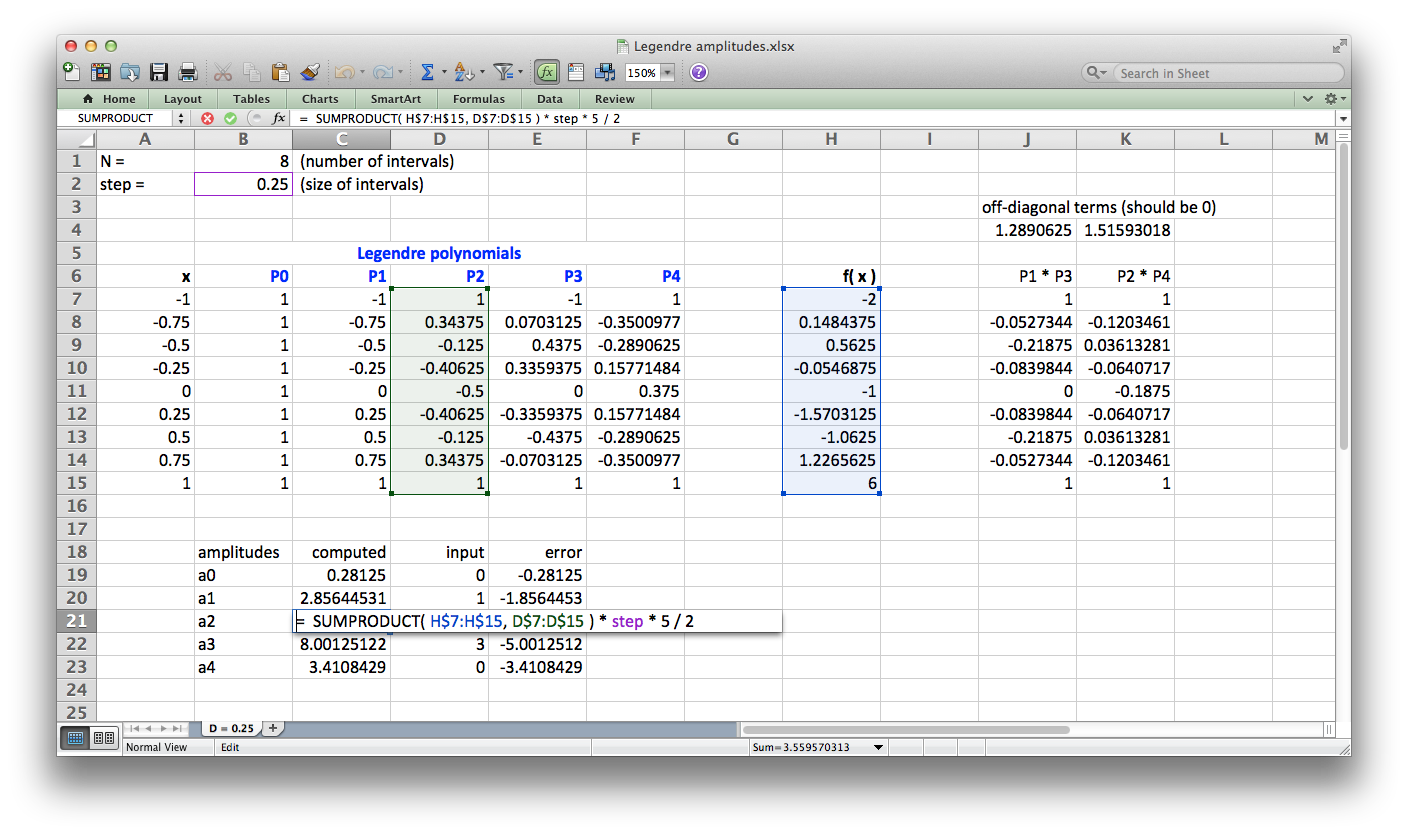 Legendre amplitudes.xlsx
150% Search in Sheet
Home Layout Tables Charts SmartArt Formulas Data Review
SUMPRODUCT fx = SUMPRODUCT( H$7:H$15, D$7:D$15 ) * step * 5 / 2
A B C D E F G H I J K L M
1 N = 8 (number of intervals)
2 step = 0.25 (size of intervals)
3 off-diagonal terms (should be 0)
4 1.2890625 1.51593018
5 Legendre polynomials
6 x P0 P1 P2 P3 P4 f( x ) P1 * P3 P2 * P4
7 -1 1 -1 1 -1 1 -2 1 1
8 -0.75 1 -0.75 0.34375 0.0703125 -0.3500977 0.1484375 -0.0527344 -0.1203461
9 -0.5 1 -0.5 -0.125 0.4375 -0.2890625 0.5625 -0.21875 0.03613281
10 -0.25 1 -0.25 -0.40625 0.3359375 0.15771484 -0.0546875 -0.0839844 -0.0640717
11 0 1 0 -0.5 0 0.375 -1 0 -0.1875
12 0.25 1 0.25 -0.40625 -0.3359375 0.15771484 -1.5703125 -0.0839844 -0.0640717
13 0.5 1 0.5 -0.125 -0.4375 -0.2890625 -1.0625 -0.21875 0.03613281
14 0.75 1 0.75 0.34375 -0.0703125 -0.3500977 1.2265625 -0.0527344 -0.1203461
15 1 1 1 1 1 1 6 1 1
16
17
18 amplitudes computed input error
19 a0 0.28125 0 -0.28125
20 a1 2.85644531 1 -1.8564453
21 a2 = SUMPRODUCT( H$7:H$15, D$7:D$15 ) * step * 5 / 2
22 a3 8.00125122 3 -5.0012512
23 a4 3.4108429 0 -3.4108429
24
25
D = 0.25
Normal View Edit Sum=3.559570313